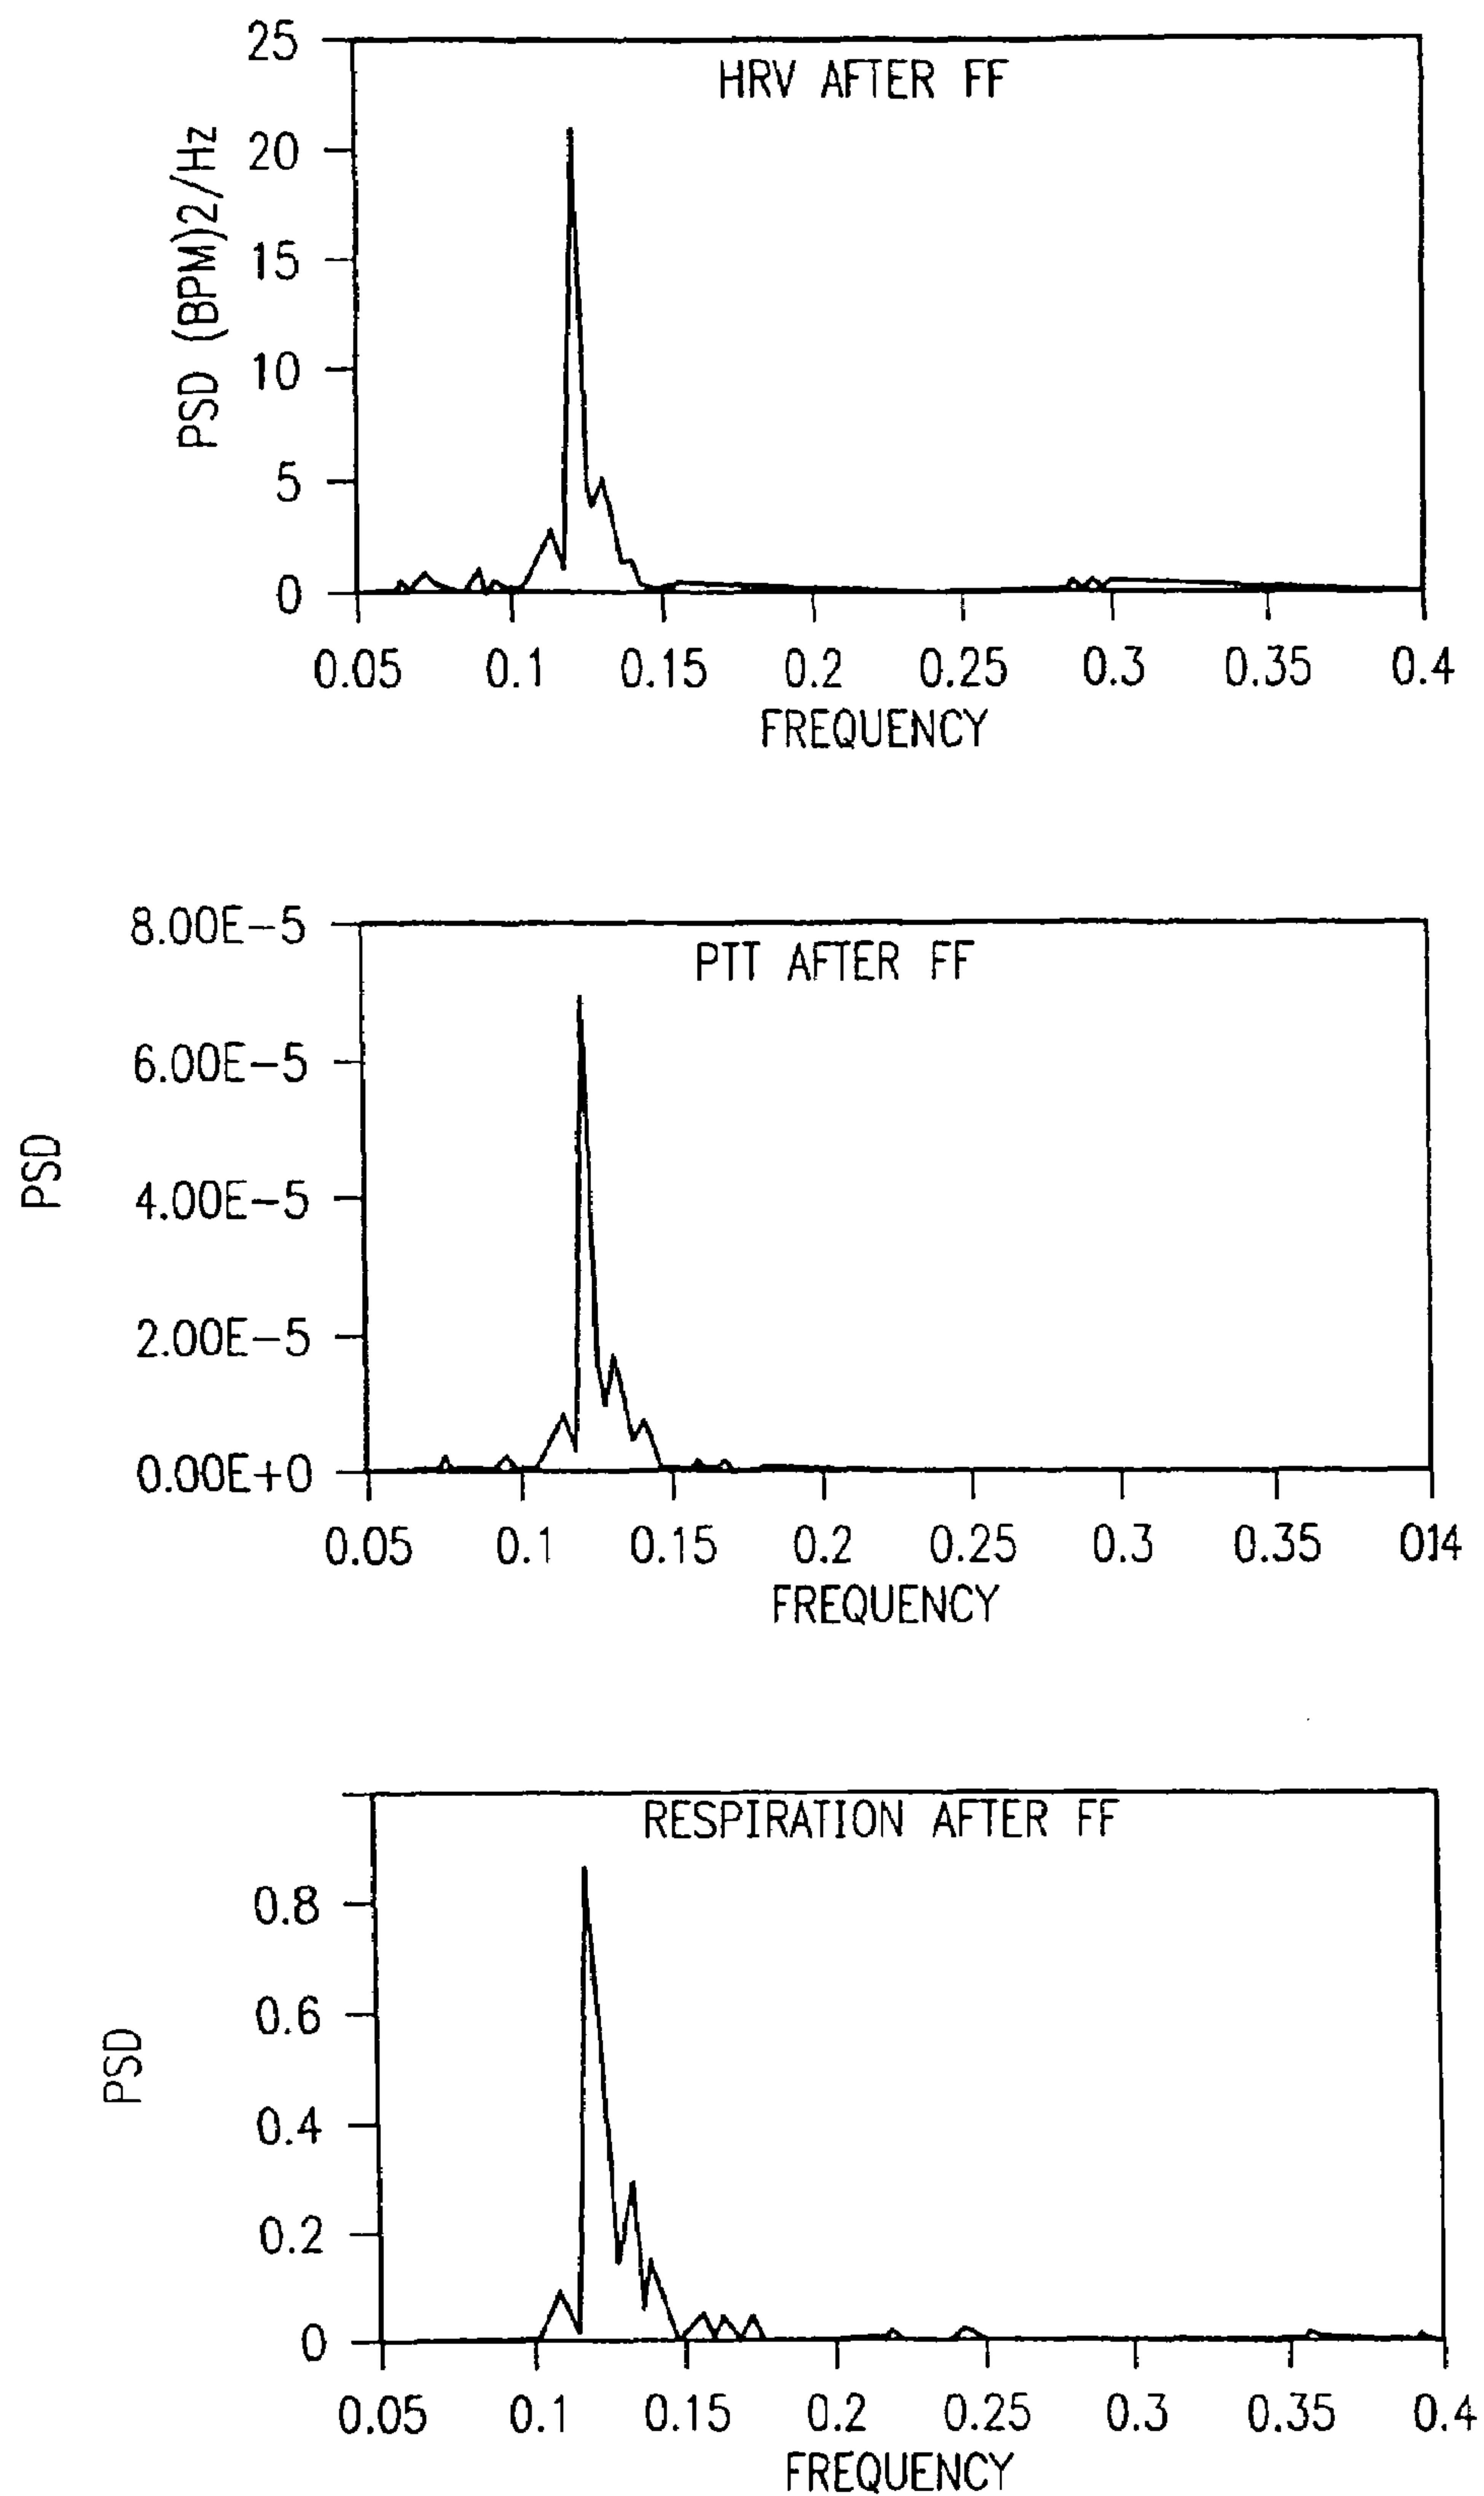 25
HRV AFTER FF
20
15
10
5
0
PSD (BPM)2/Hz
0.05 0.1 0.15 0.2 0.25 0.3 0.35 0.4
FREQUENCY
8.00E-5
PTT AFTER FF
6.00E-5
4.00E-5
2.00E-5
0.00E+0
PSD
0.05 0.1 0.15 0.2 0.25 0.3 0.35 014
FREQUENCY
RESPIRATION AFTER FF
0.8
0.6
0.4
0.2
0
PSD
0.05 0.1 0.15 0.2 0.25 0.3 0.35 0.4
FREQUENCY